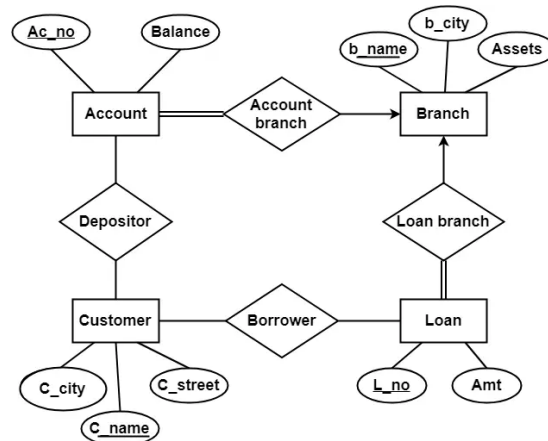 Ac_no
Balance
b_name
b_city
Assets
Account
Account
branch
Branch
Depositor
Loan branch
Customer
Borrower
Loan
C_city
C_name
C_street
L_no
Amt